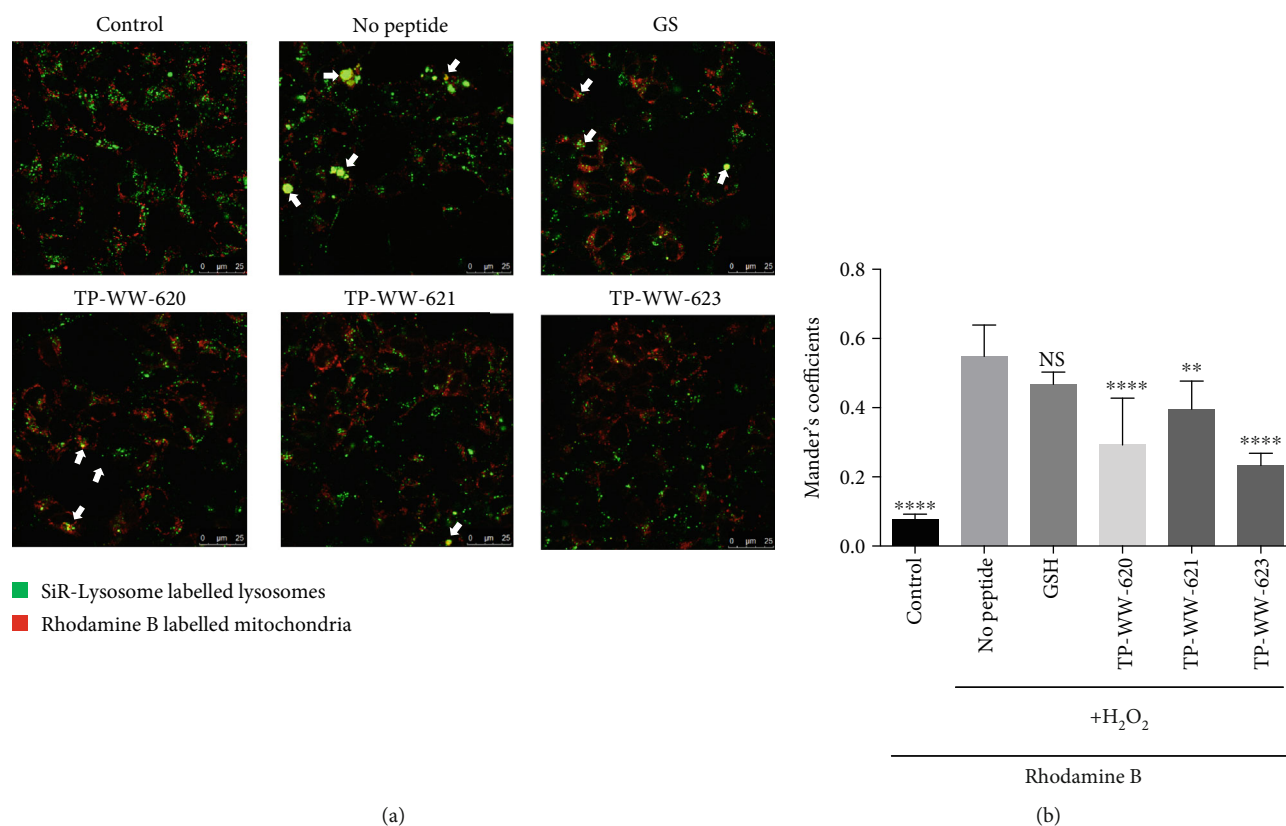 Control
No peptide
GS
0 µm 25
0 µm 25
0 µm 25
TP-WW-620
TP-WW-621
TP-WW-623
0 µm 25
0 µm 25
0 µm 25
SiR-Lysosome labelled lysosomes
Rhodamine B labelled mitochondria
(a)
Mander's coefficients
0.8
0.6
0.4
0.2
0.0
****
NS
****
**
****
Control
No peptide
GSH
TP-WW-620
TP-WW-621
TP-WW-623
+H₂O₂
Rhodamine B
(b)